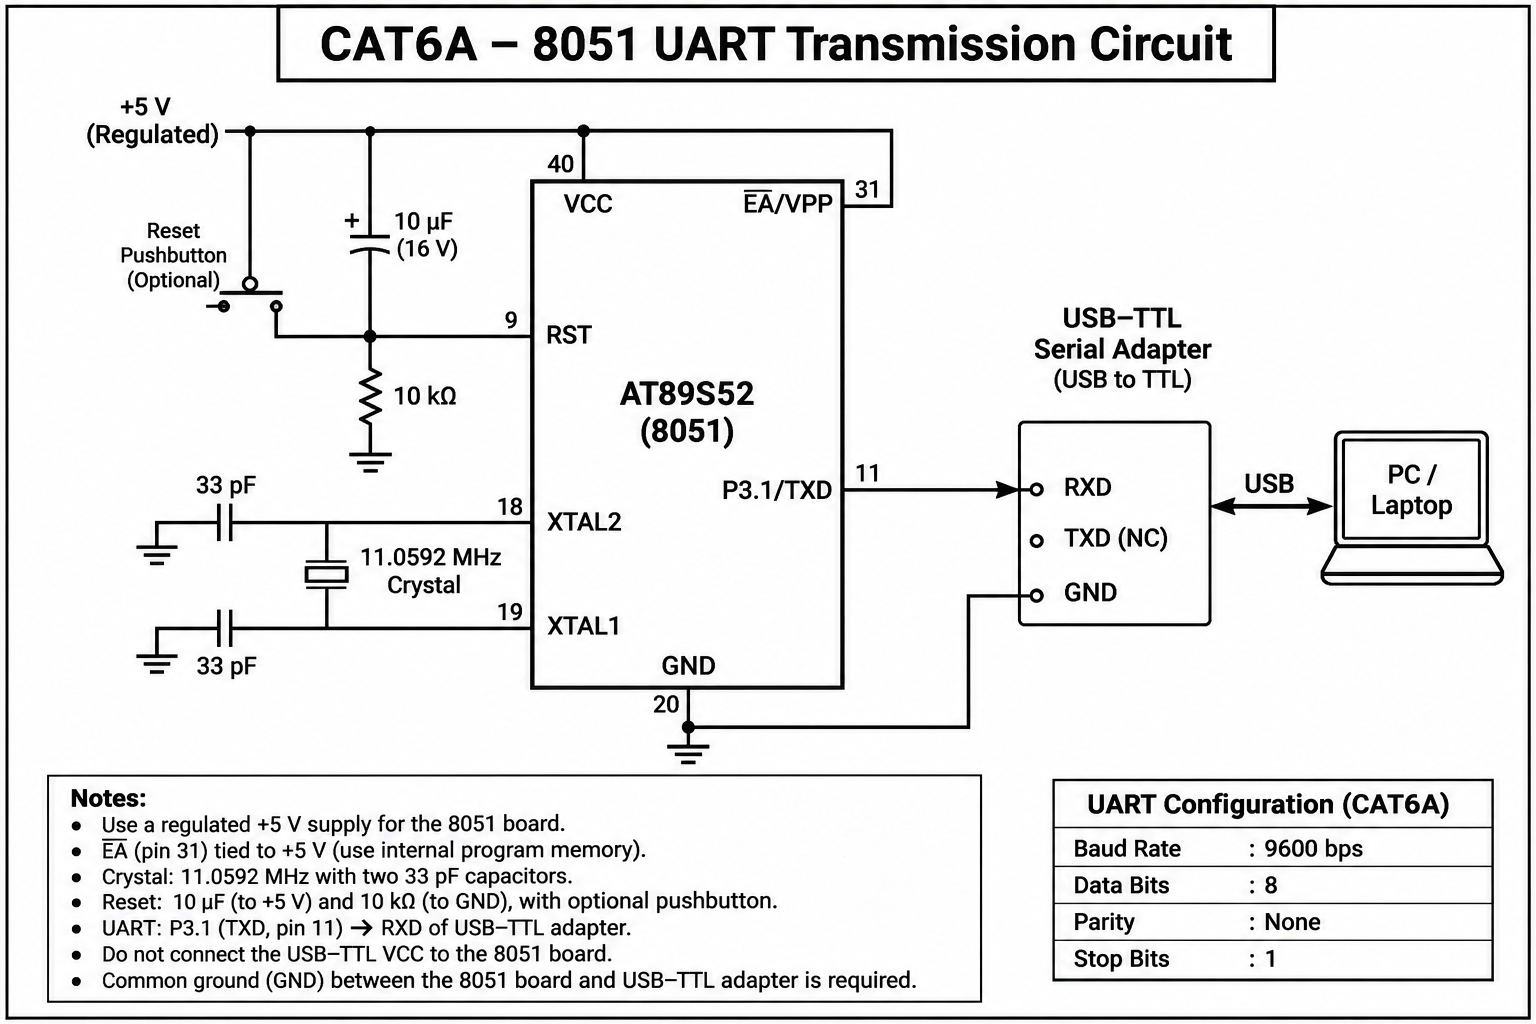 CAT6A – 8051 UART Transmission Circuit
+5 V
(Regulated)
40
VCC
EA/VPP
31
+
10 µF
(16 V)
Reset
Pushbutton
(Optional)
9
RST
10 kΩ
AT89S52
(8051)
USB–TTL
Serial Adapter
(USB to TTL)
P3.1/TXD
11
RXD
TXD (NC)
GND
USB
PC /
Laptop
33 pF
18
XTAL2
11.0592 MHz
Crystal
19
XTAL1
33 pF
GND
20
Notes:
• Use a regulated +5 V supply for the 8051 board.
• EA (pin 31) tied to +5 V (use internal program memory).
• Crystal: 11.0592 MHz with two 33 pF capacitors.
• Reset: 10 µF (to +5 V) and 10 kΩ (to GND), with optional pushbutton.
• UART: P3.1 (TXD, pin 11) → RXD of USB–TTL adapter.
• Do not connect the USB–TTL VCC to the 8051 board.
• Common ground (GND) between the 8051 board and USB–TTL adapter is required.
UART Configuration (CAT6A)
Baud Rate : 9600 bps
Data Bits : 8
Parity : None
Stop Bits : 1